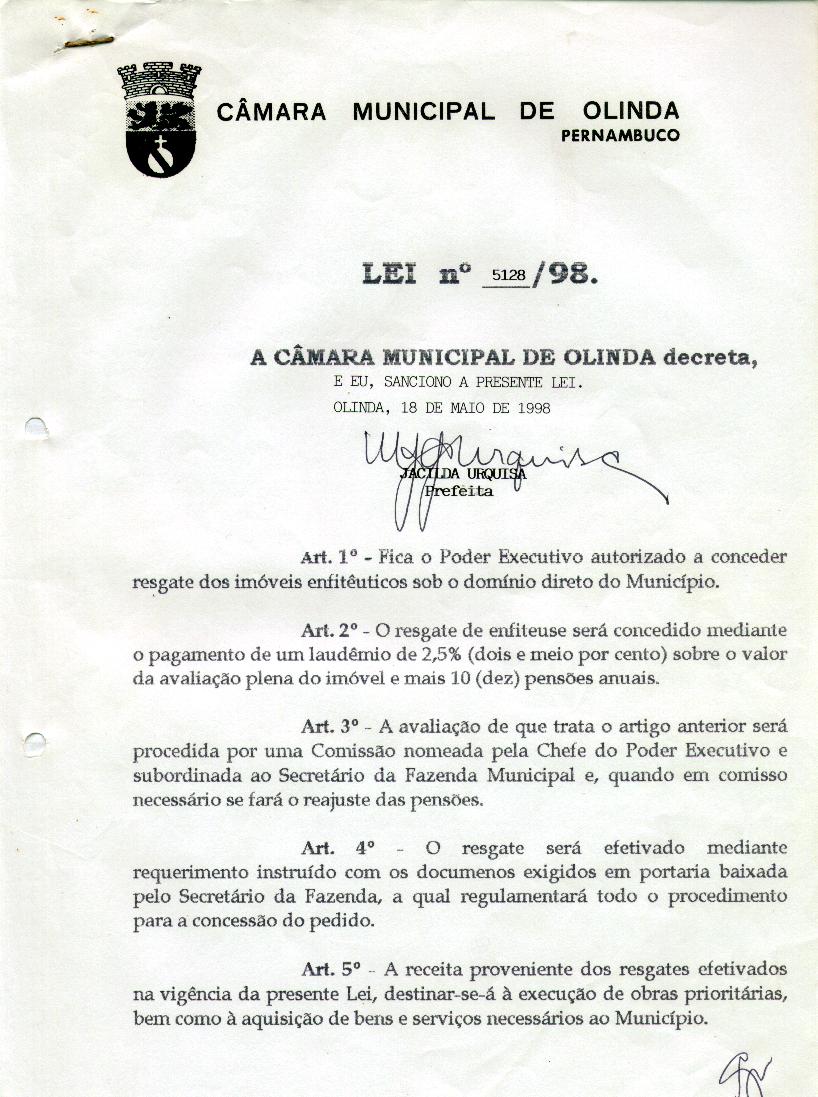 CÂMARA MUNICIPAL DE OLINDA
PERNAMBUCO
LEI nº 5128/98.
A CÂMARA MUNICIPAL DE OLINDA decreta,
E EU, SANCIONO A PRESENTE LEI.
OLINDA, 18 DE MAIO DE 1998
JACILDA URQUISA
Prefeita
Art. 1º - Fica o Poder Executivo autorizado a conceder
resgate dos imóveis enfitêuticos sob o domínio direto do Município.
Art. 2º - O resgate de enfiteuse será concedido mediante
o pagamento de um laudêmio de 2,5% (dois e meio por cento) sobre o valor
da avaliação plena do imóvel e mais 10 (dez) pensões anuais.
Art. 3º - A avaliação de que trata o artigo anterior será
procedida por uma Comissão nomeada pela Chefe do Poder Executivo e
subordinada ao Secretário da Fazenda Municipal e, quando em comisso
necessário se fará o reajuste das pensões.
Art. 4º - O resgate será efetivado mediante
requerimento instruído com os documenos exigidos em portaria baixada
pelo Secretário da Fazenda, a qual regulamentará todo o procedimento
para a concessão do pedido.
Art. 5º - A receita proveniente dos resgates efetivados
na vigência da presente Lei, destinar-se-á à execução de obras prioritárias,
bem como à aquisição de bens e serviços necessários ao Município.